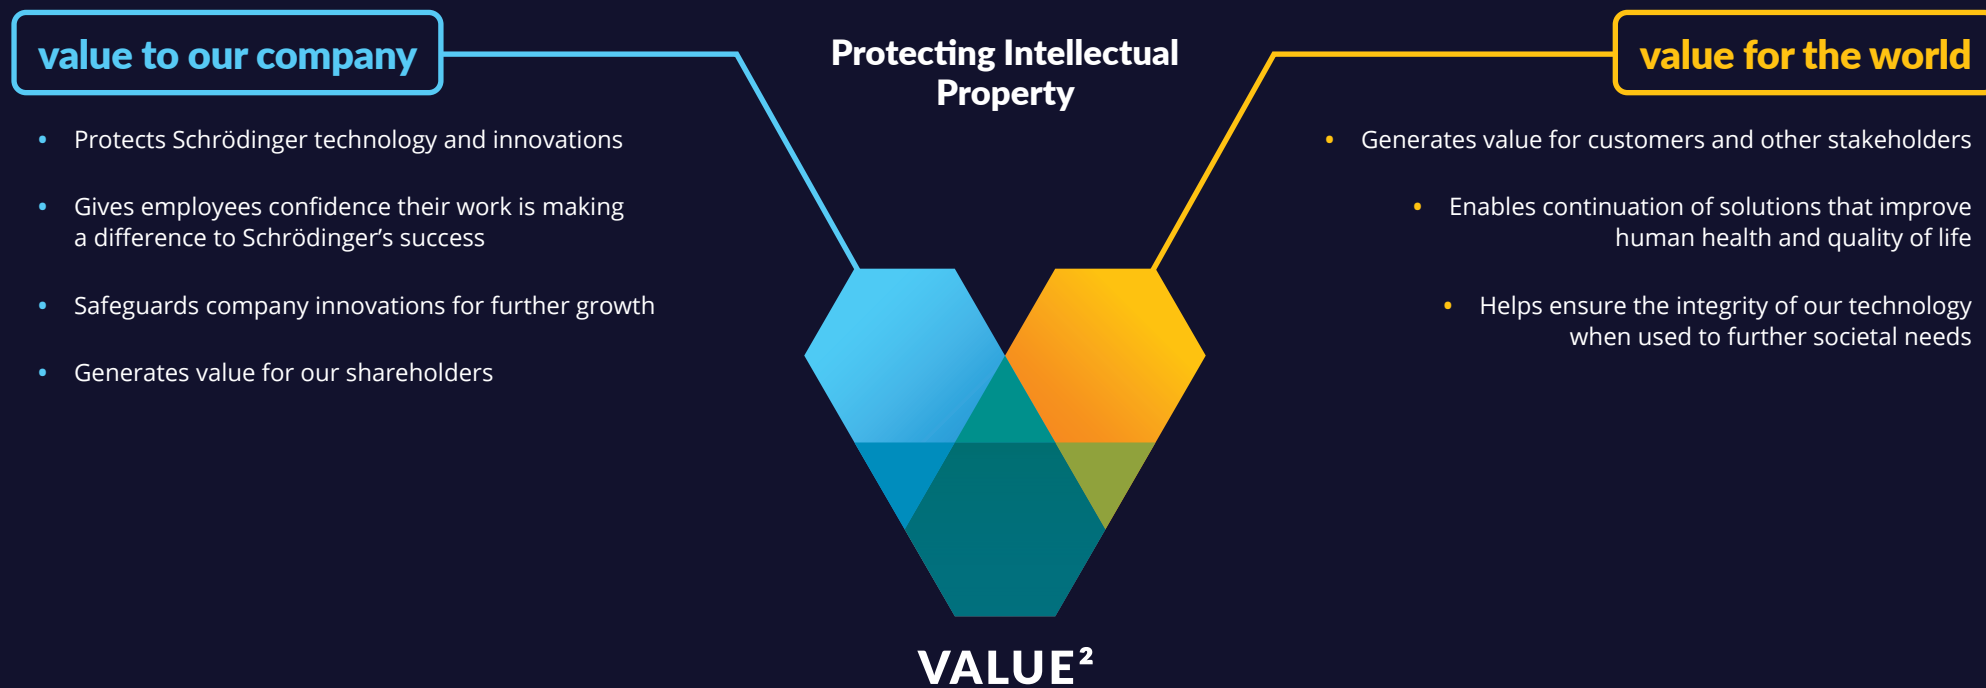 value to our company
• Protects Schrödinger technology and innovations
• Gives employees confidence their work is making
a difference to Schrödinger’s success
• Safeguards company innovations for further growth
• Generates value for our shareholders
Protecting Intellectual
Property
value for the world
• Generates value for customers and other stakeholders
• Enables continuation of solutions that improve
human health and quality of life
• Helps ensure the integrity of our technology
when used to further societal needs
VALUE²